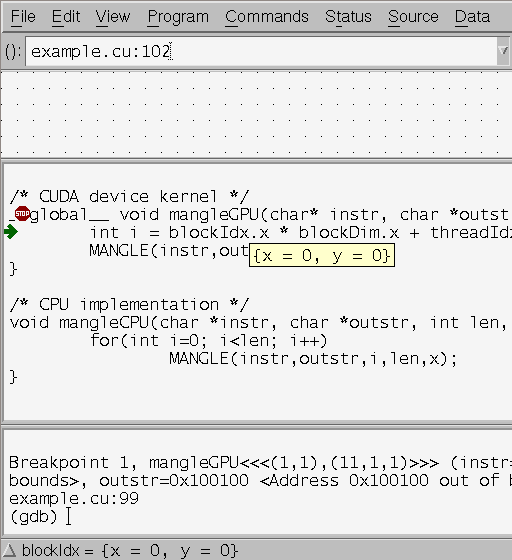 File Edit View Program Commands Status Source Data
(): example.cu:102
/* CUDA device kernel */
__global__ void mangleGPU(char* instr, char *outst
STOP
int i = blockIdx.x * blockDim.x + threadIdx
MANGLE(instr,out
{x = 0, y = 0}
}
/* CPU implementation */
void mangleCPU(char *instr, char *outstr, int len,
for(int i=0; i<len; i++)
MANGLE(instr,outstr,i,len,x);
}
Breakpoint 1, mangleGPU<<<(1,1),(11,1,1)>>> (instr=
bounds>, outstr=0x100100 <Address 0x100100 out of b
example.cu:99
(gdb)
blockIdx = {x = 0, y = 0}